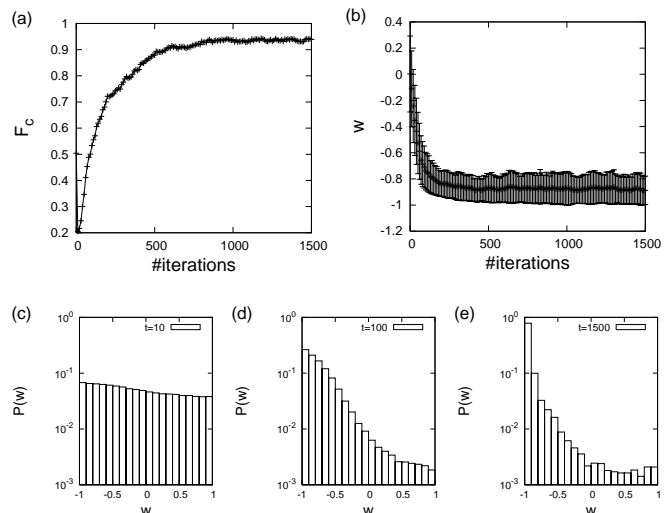 (a)
1
0.9
0.8
0.7
0.6
0.5
0.4
0.3
0.2
F_c
0 500 1000 1500
#iterations
(b)
0.4
0.2
0
-0.2
-0.4
-0.6
-0.8
-1
-1.2
w
0 500 1000 1500
#iterations
(c)
10^0
10^-1
10^-2
10^-3
P(w)
t=10
-1 -0.5 0 0.5 1
w
(d)
10^0
10^-1
10^-2
10^-3
P(w)
t=100
-1 -0.5 0 0.5 1
w
(e)
10^0
10^-1
10^-2
10^-3
P(w)
t=1500
-1 -0.5 0 0.5 1
w